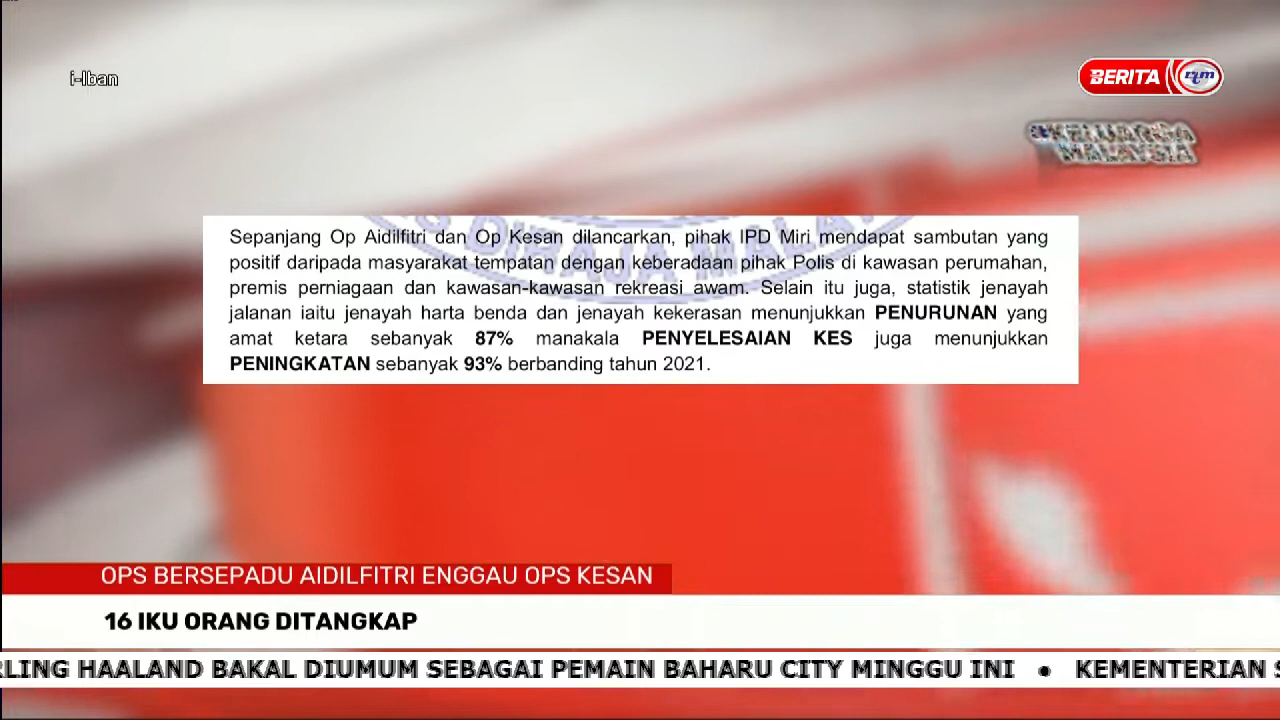 i-Iban
BERITA rtm
#KELUARGA
MALAYSIA
S DIRAJA MALA
Sepanjang Op Aidilfitri dan Op Kesan dilancarkan, pihak IPD Miri mendapat sambutan yang
positif daripada masyarakat tempatan dengan keberadaan pihak Polis di kawasan perumahan,
premis perniagaan dan kawasan-kawasan rekreasi awam. Selain itu juga, statistik jenayah
jalanan iaitu jenayah harta benda dan jenayah kekerasan menunjukkan PENURUNAN yang
amat ketara sebanyak 87% manakala PENYELESAIAN KES juga menunjukkan
PENINGKATAN sebanyak 93% berbanding tahun 2021.
OPS BERSEPADU AIDILFITRI ENGGAU OPS KESAN
16 IKU ORANG DITANGKAP
RLING HAALAND BAKAL DIUMUM SEBAGAI PEMAIN BAHARU CITY MINGGU INI • KEMENTERIAN S